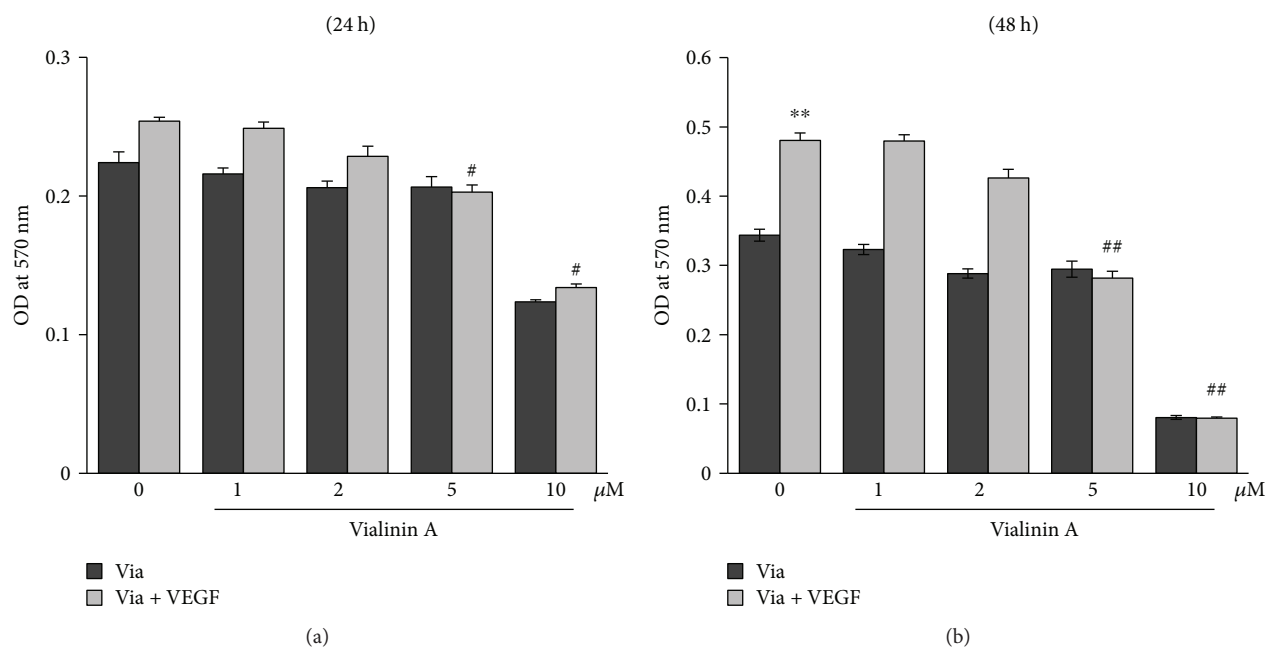 (24 h)
0.3
0.2
0.1
0
OD at 570 nm
#
#
0 1 2 5 10 μM
Vialinin A
Via
Via + VEGF
(a)
(48 h)
0.6
0.5
0.4
0.3
0.2
0.1
0
OD at 570 nm
**
##
##
0 1 2 5 10 μM
Vialinin A
Via
Via + VEGF
(b)